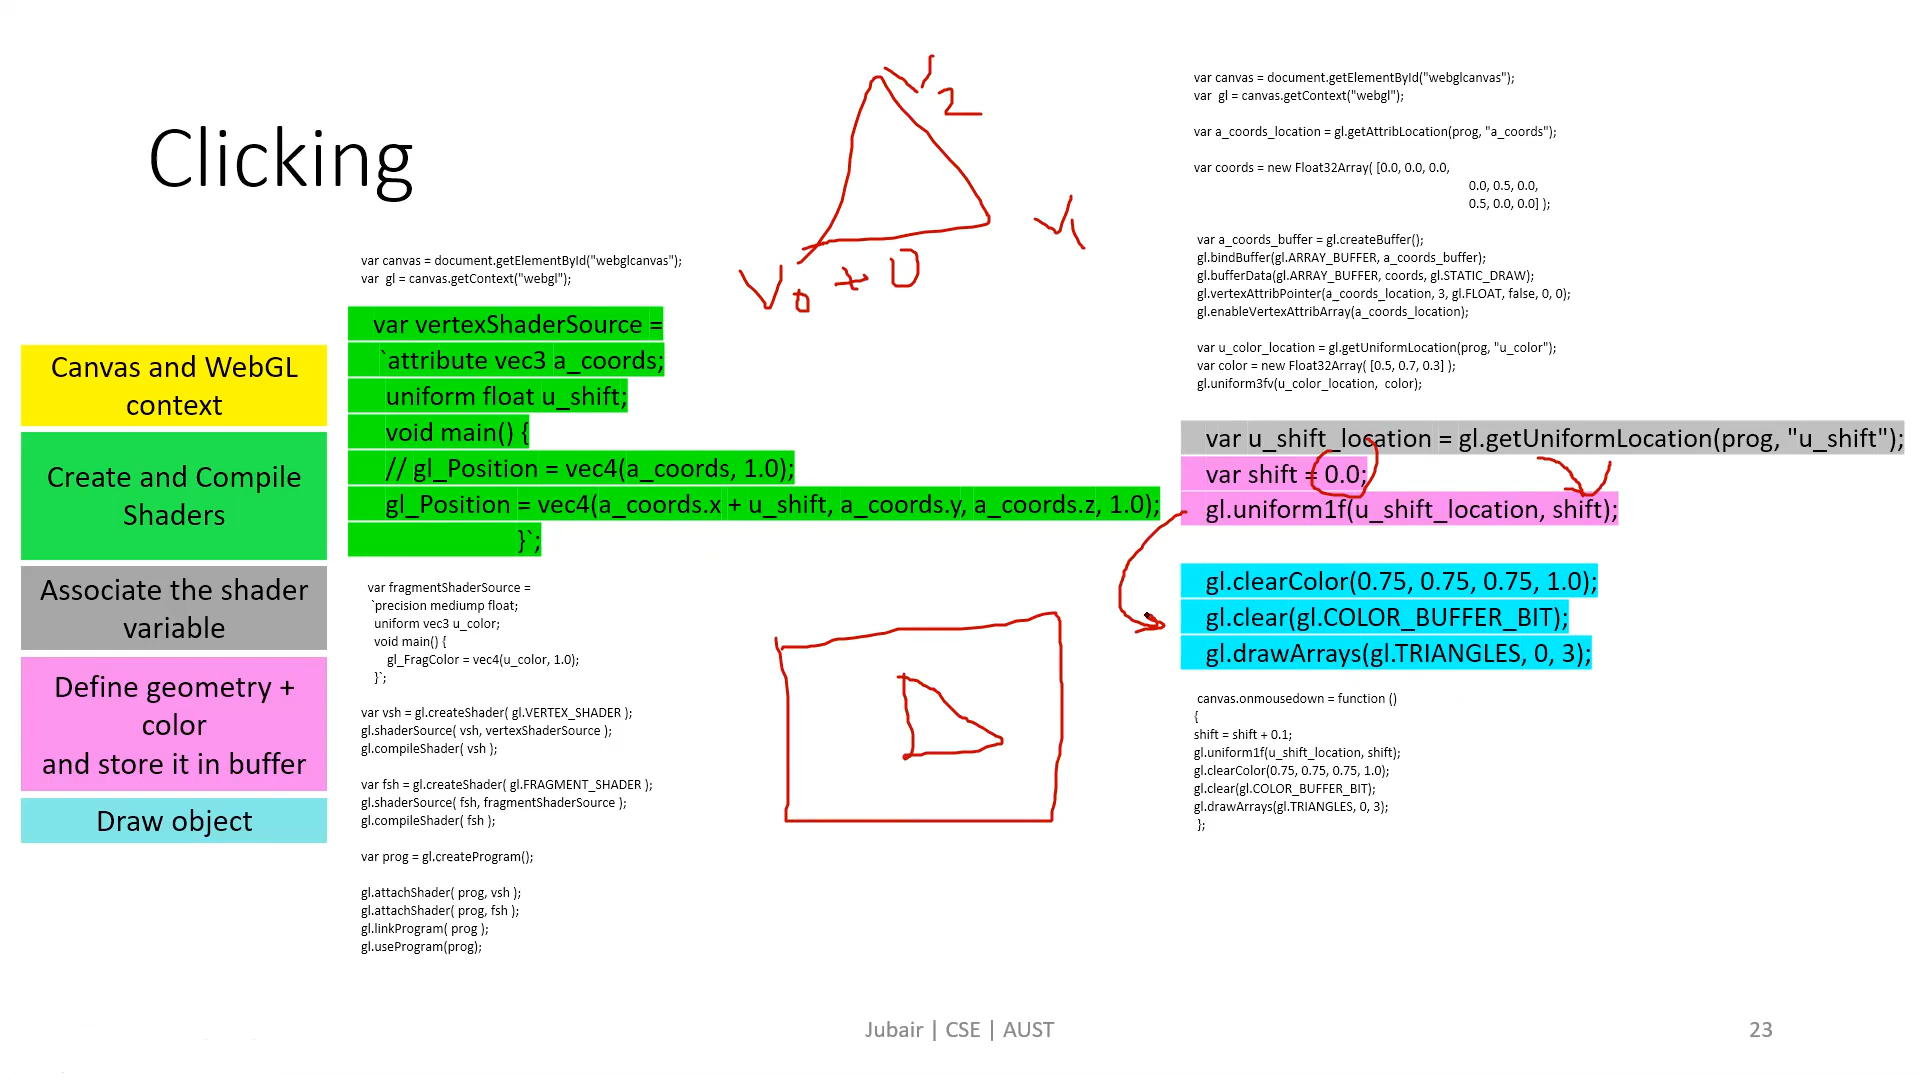 Clicking
Canvas and WebGL
context
Create and Compile
Shaders
Associate the shader
variable
Define geometry +
color
and store it in buffer
Draw object
var canvas = document.getElementById("webglcanvas");
var gl = canvas.getContext("webgl");
var vertexShaderSource =
`attribute vec3 a_coords;
uniform float u_shift;
void main() {
// gl_Position = vec4(a_coords, 1.0);
gl_Position = vec4(a_coords.x + u_shift, a_coords.y, a_coords.z, 1.0);
}`;
var fragmentShaderSource =
`precision mediump float;
uniform vec3 u_color;
void main() {
gl_FragColor = vec4(u_color, 1.0);
}`;
var vsh = gl.createShader( gl.VERTEX_SHADER );
gl.shaderSource( vsh, vertexShaderSource );
gl.compileShader( vsh );
var fsh = gl.createShader( gl.FRAGMENT_SHADER );
gl.shaderSource( fsh, fragmentShaderSource );
gl.compileShader( fsh );
var prog = gl.createProgram();
gl.attachShader( prog, vsh );
gl.attachShader( prog, fsh );
gl.linkProgram( prog );
gl.useProgram(prog);
V2
V1
V0 + 0
var canvas = document.getElementById("webglcanvas");
var gl = canvas.getContext("webgl");
var a_coords_location = gl.getAttribLocation(prog, "a_coords");
var coords = new Float32Array( [0.0, 0.0, 0.0,
0.0, 0.5, 0.0,
0.5, 0.0, 0.0] );
var a_coords_buffer = gl.createBuffer();
gl.bindBuffer(gl.ARRAY_BUFFER, a_coords_buffer);
gl.bufferData(gl.ARRAY_BUFFER, coords, gl.STATIC_DRAW);
gl.vertexAttribPointer(a_coords_location, 3, gl.FLOAT, false, 0, 0);
gl.enableVertexAttribArray(a_coords_location);
var u_color_location = gl.getUniformLocation(prog, "u_color");
var color = new Float32Array( [0.5, 0.7, 0.3] );
gl.uniform3fv(u_color_location, color);
var u_shift_location = gl.getUniformLocation(prog, "u_shift");
var shift = 0.0;
gl.uniform1f(u_shift_location, shift);
gl.clearColor(0.75, 0.75, 0.75, 1.0);
gl.clear(gl.COLOR_BUFFER_BIT);
gl.drawArrays(gl.TRIANGLES, 0, 3);
canvas.onmousedown = function ()
{
shift = shift + 0.1;
gl.uniform1f(u_shift_location, shift);
gl.clearColor(0.75, 0.75, 0.75, 1.0);
gl.clear(gl.COLOR_BUFFER_BIT);
gl.drawArrays(gl.TRIANGLES, 0, 3);
};
Jubair | CSE | AUST
23